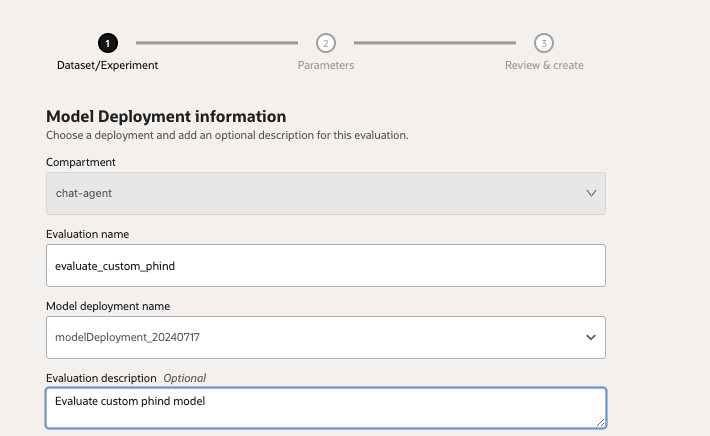 1
2
3
Dataset/Experiment
Parameters
Review & create
Model Deployment information
Choose a deployment and add an optional description for this evaluation.
Compartment
chat-agent
Evaluation name
evaluate_custom_phind
Model deployment name
modelDeployment_20240717
Evaluation description Optional
Evaluate custom phind model